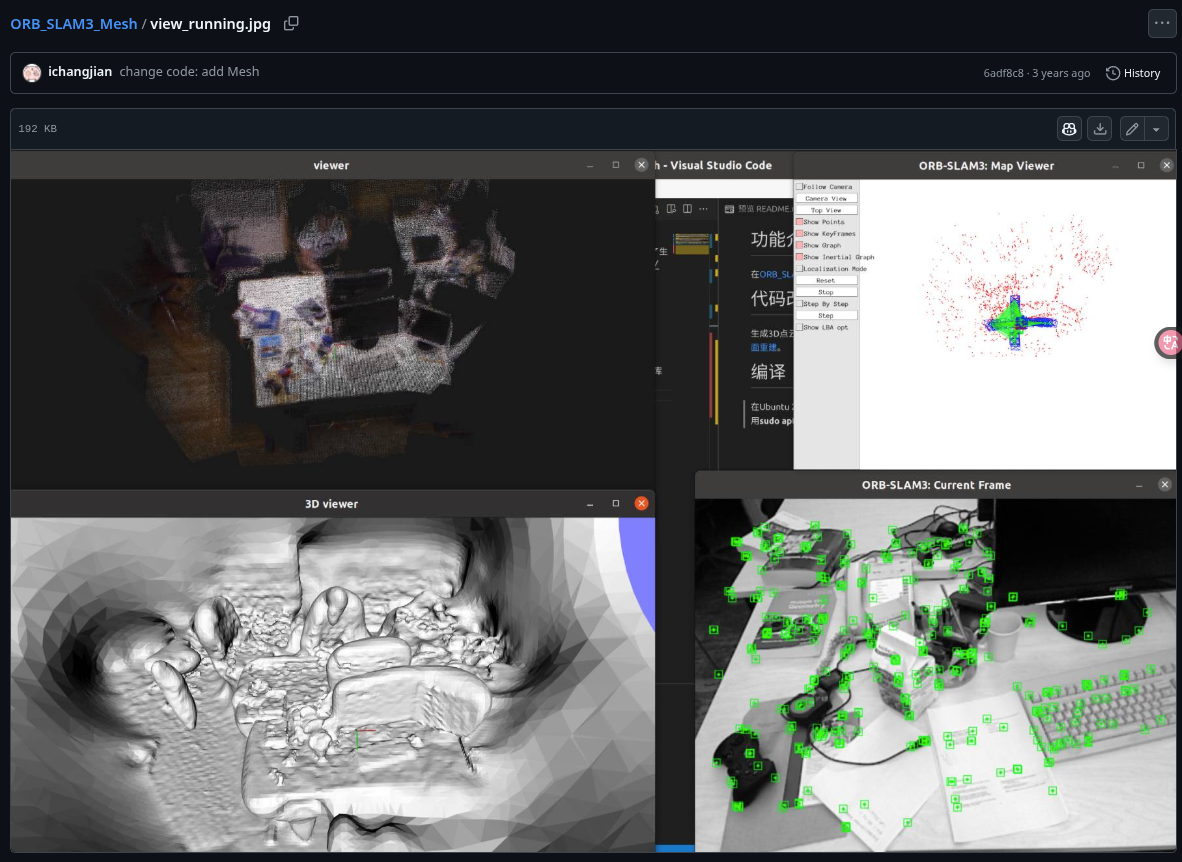 ORB_SLAM3_Mesh / view_running.jpg
ichangjian change code: add Mesh
6adf8c8 · 3 years ago
History
192 KB
viewer
h - Visual Studio Code
ORB-SLAM3: Map Viewer
Follow Camera
Camera View
Top View
Show Points
Show KeyFrames
Show Graph
Show Inertial Graph
Localization Mode
Reset
Stop
Step By Step
Step
Show LBA opt
预览 README.
功能介
在ORB_SL
代码改
生成3D点云
面重建。
编译
在Ubuntu
用sudo apt
3D viewer
ORB-SLAM3: Current Frame